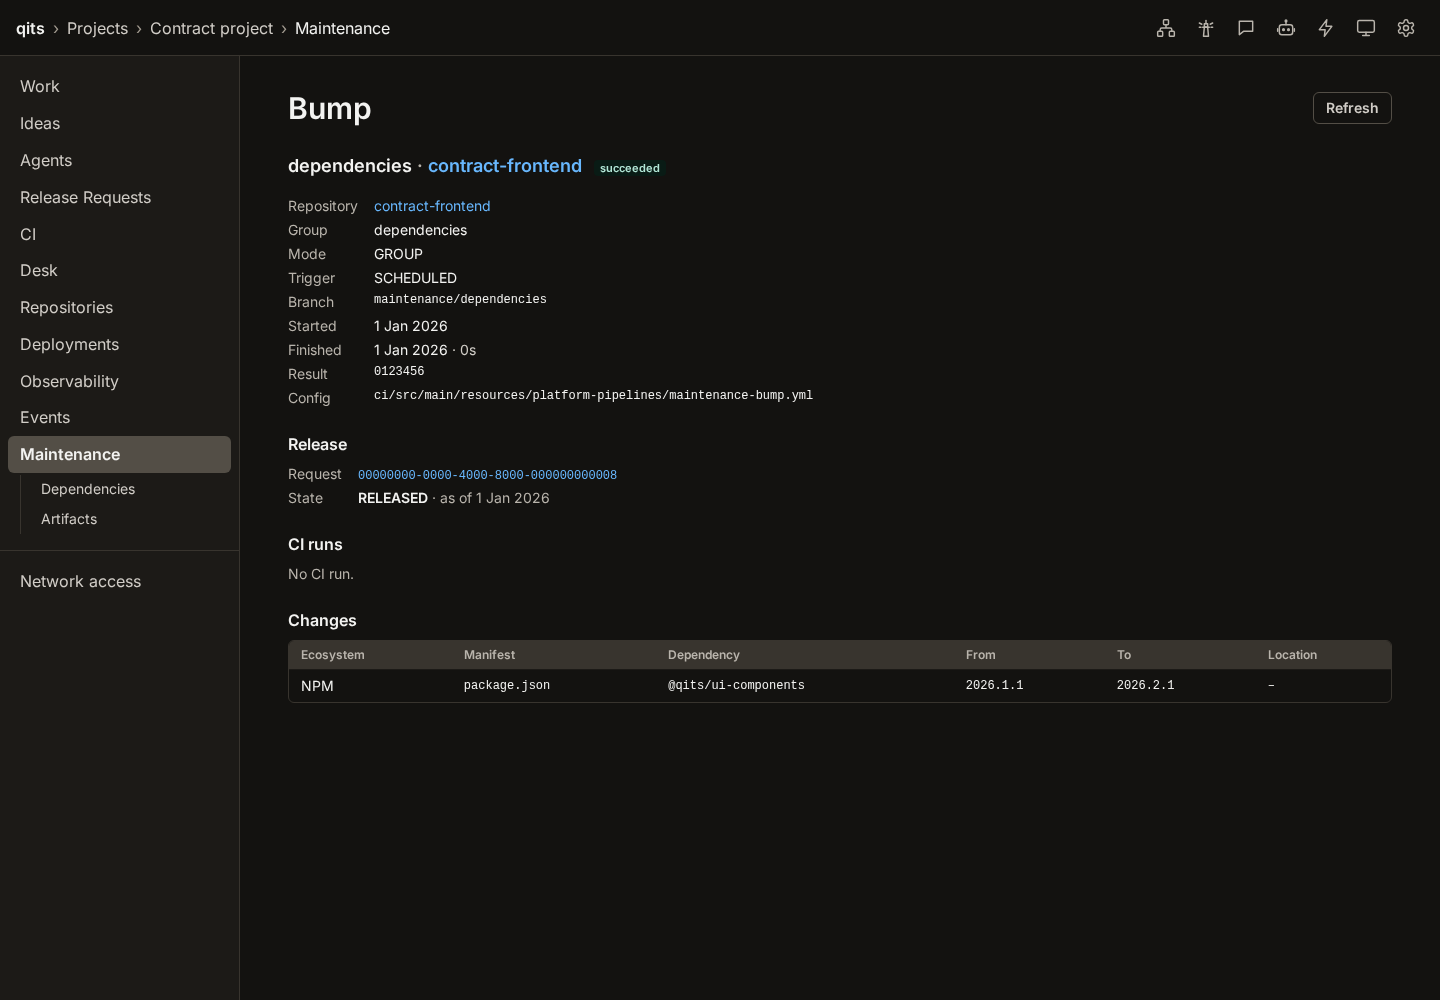 qits › Projects › Contract project › Maintenance
Work
Ideas
Agents
Release Requests
CI
Desk
Repositories
Deployments
Observability
Events
Maintenance
Dependencies
Artifacts
Network access
Bump
Refresh
dependencies · contract-frontend succeeded
Repository contract-frontend
Group dependencies
Mode GROUP
Trigger SCHEDULED
Branch maintenance/dependencies
Started 1 Jan 2026
Finished 1 Jan 2026 · 0s
Result 0123456
Config ci/src/main/resources/platform-pipelines/maintenance-bump.yml
Release
Request 00000000-0000-4000-8000-000000000008
State RELEASED · as of 1 Jan 2026
CI runs
No CI run.
Changes
Ecosystem Manifest Dependency From To Location
NPM package.json @qits/ui-components 2026.1.1 2026.2.1 –